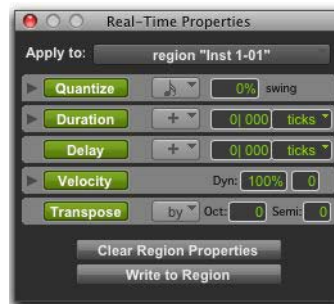 Real-Time Properties
Apply to: region "Inst 1-01"
Quantize 0% swing
Duration + 0| 000 ticks
Delay + 0| 000 ticks
Velocity Dyn: 100% 0
Transpose by Oct: 0 Semi: 0
Clear Region Properties
Write to Region